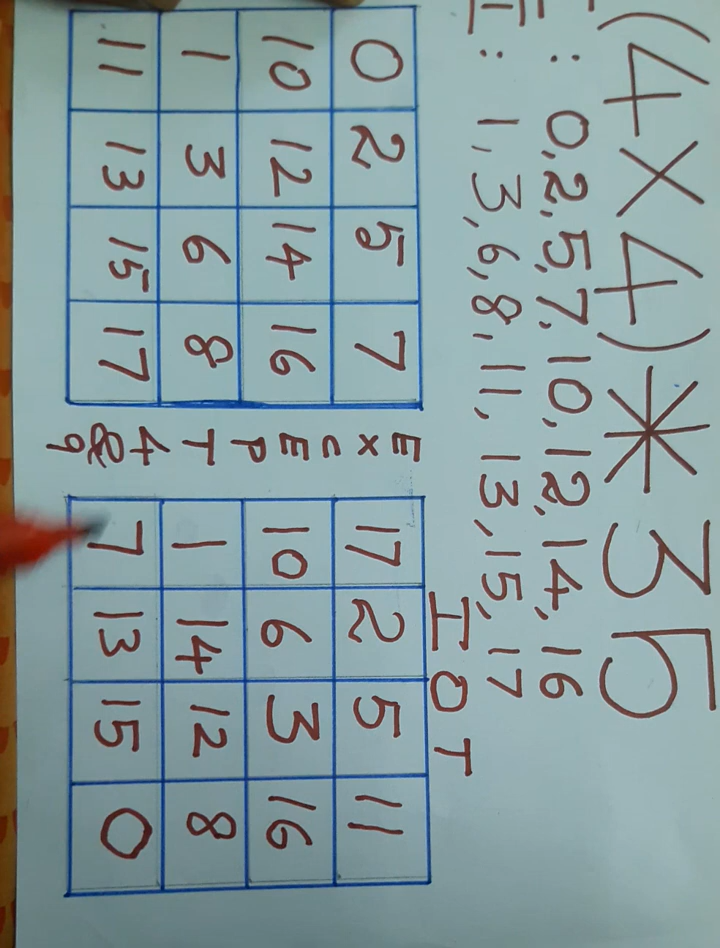 (4×4)*35
: 0,2,5,7,10,12,14,16
: 1,3,6,8,11,13,15,17
IOT
0 2 5 7
10 12 14 16
1 3 6 8
11 13 15 17
EXCEPT 4&9
17 2 5 11
10 6 3 16
1 14 12 8
7 13 15 0